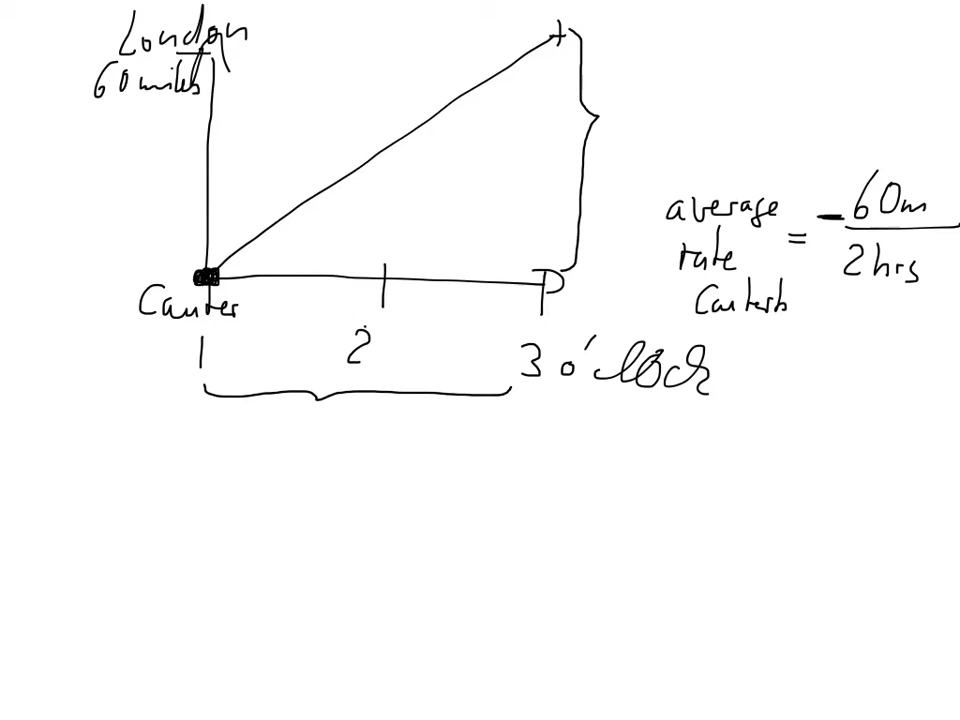 London
60 miles
Canter
1 2 3 o'clock
average
rate
Canterb
= - 60m
2 hrs